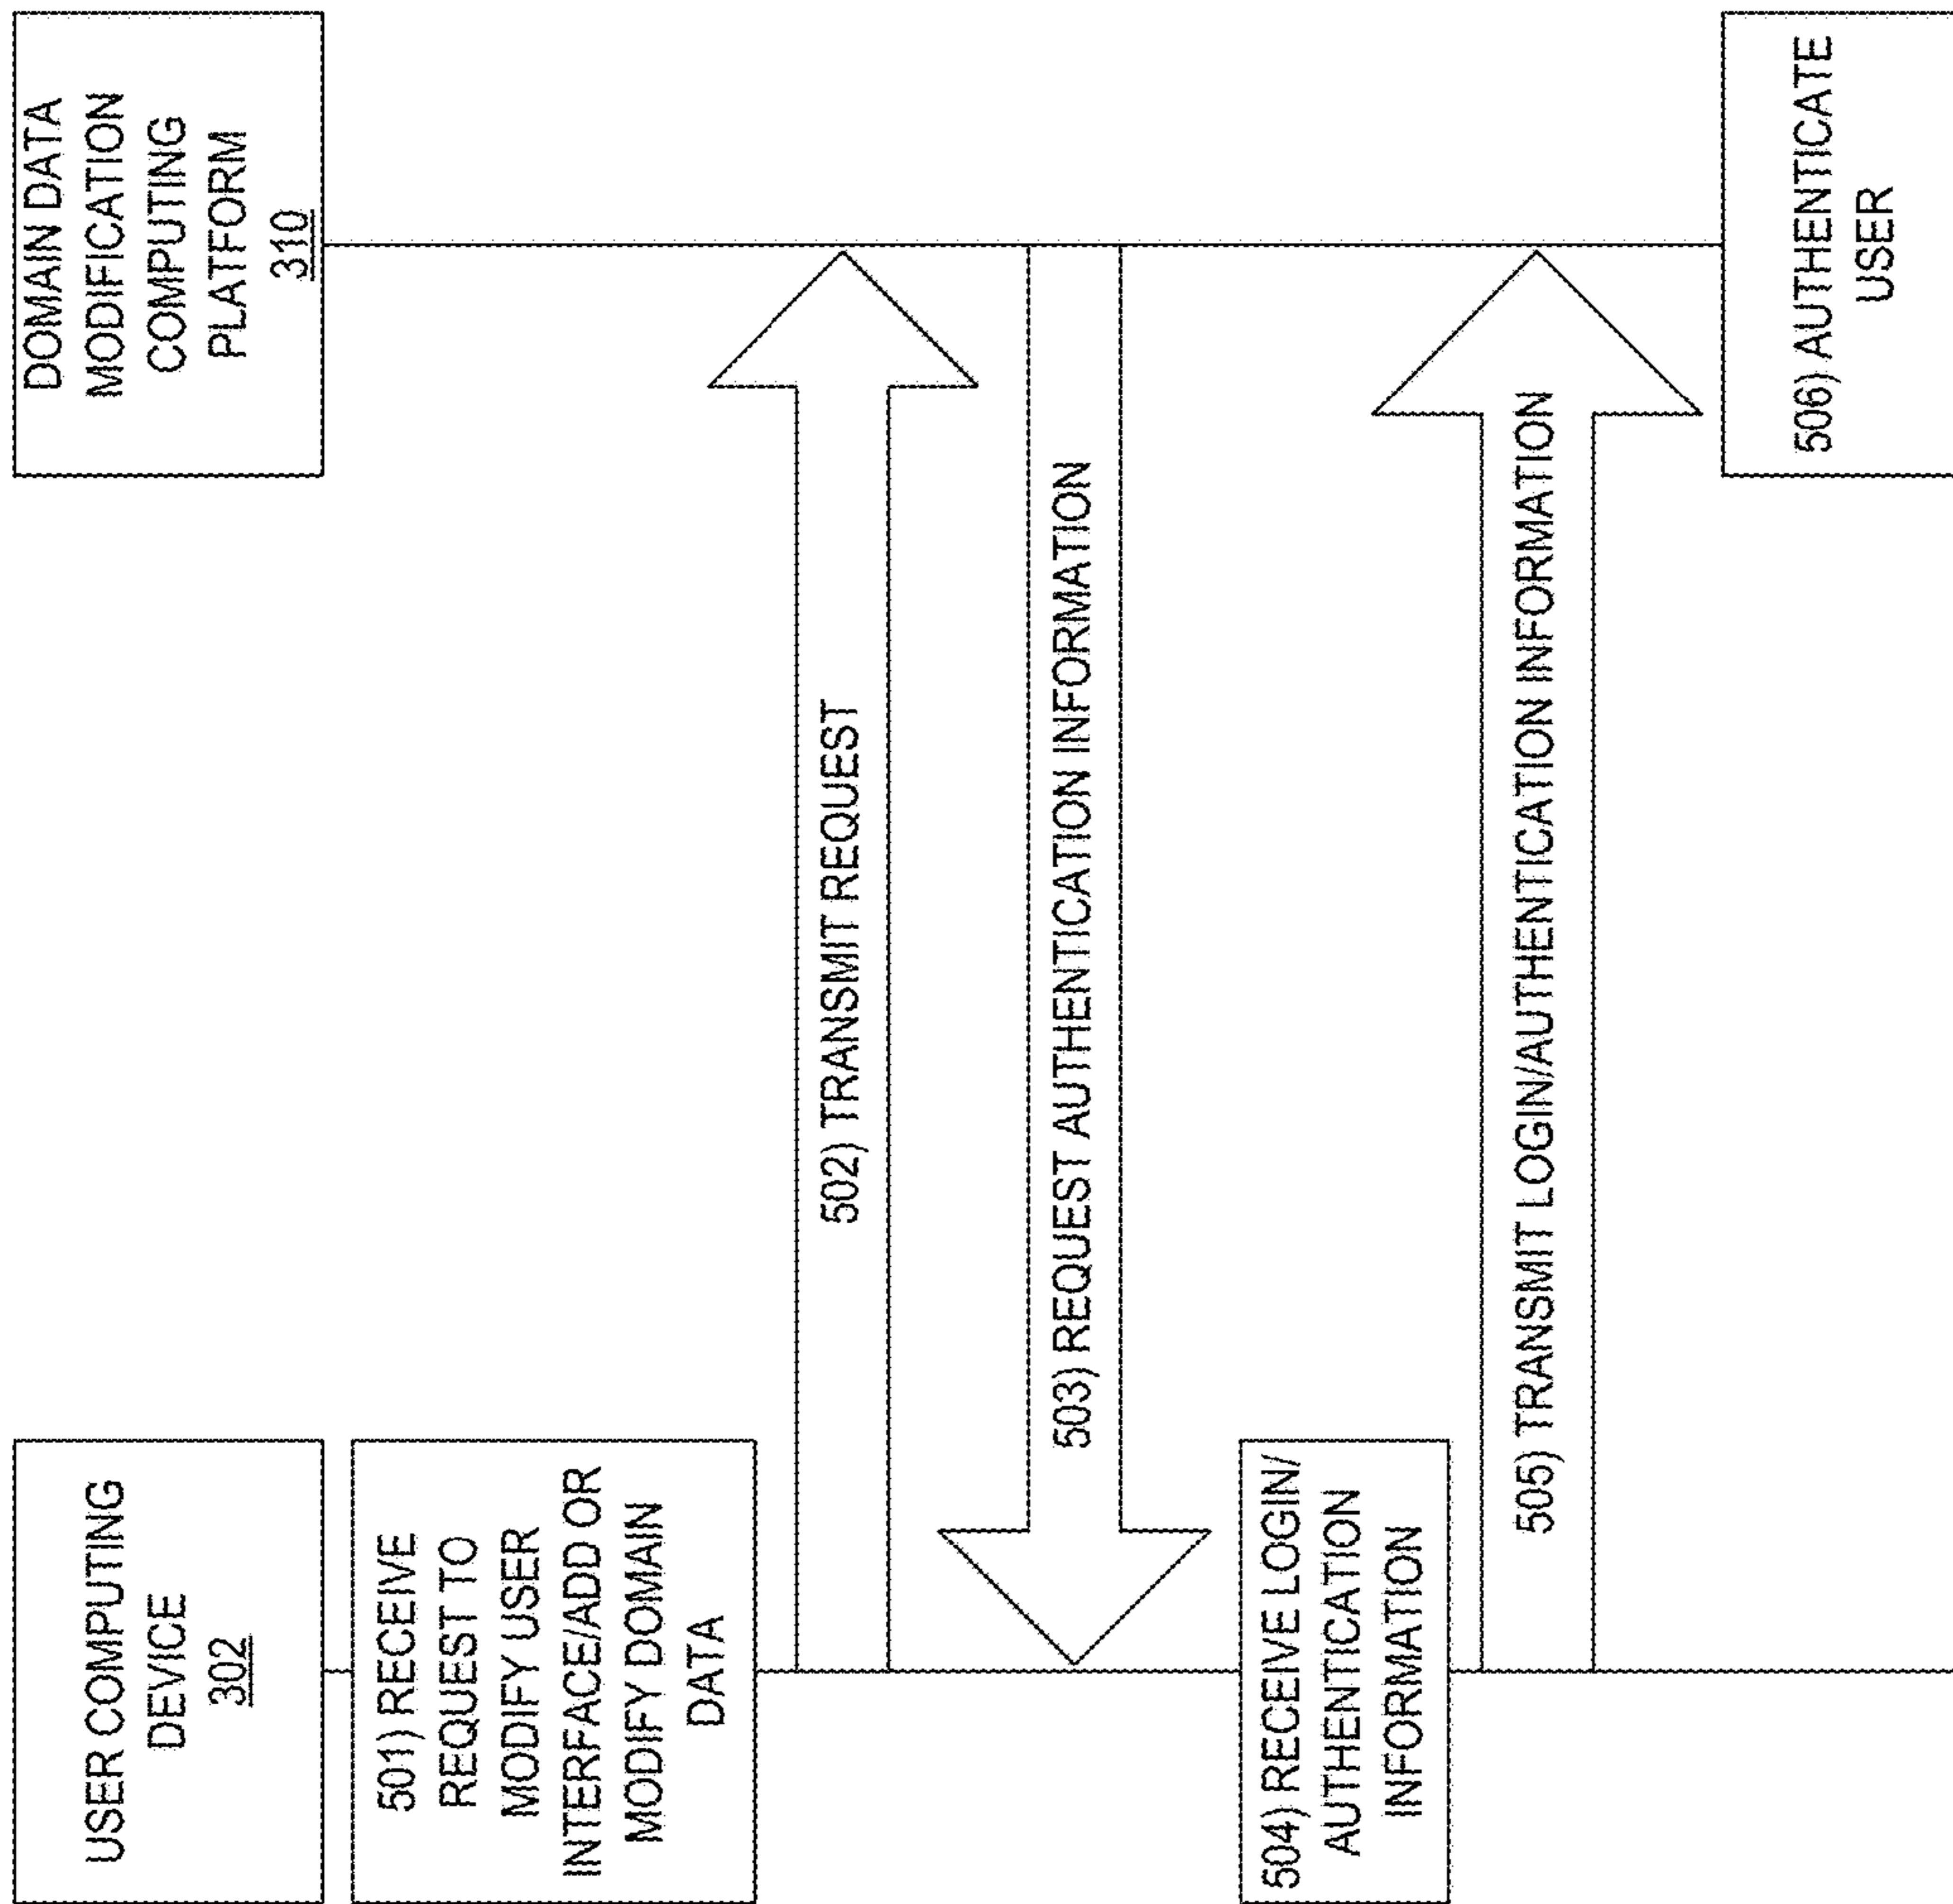 USER COMPUTING
DEVICE
302
DOMAIN DATA
MODIFICATION
COMPUTING
PLATFORM
310
501) RECEIVE
REQUEST TO
MODIFY USER
INTERFACE/ADD OR
MODIFY DOMAIN
DATA
502) TRANSMIT REQUEST
503) REQUEST AUTHENTICATION INFORMATION
504) RECEIVE LOGIN/
AUTHENTICATION
INFORMATION
505) TRANSMIT LOGIN/AUTHENTICATION INFORMATION
506) AUTHENTICATE
USER